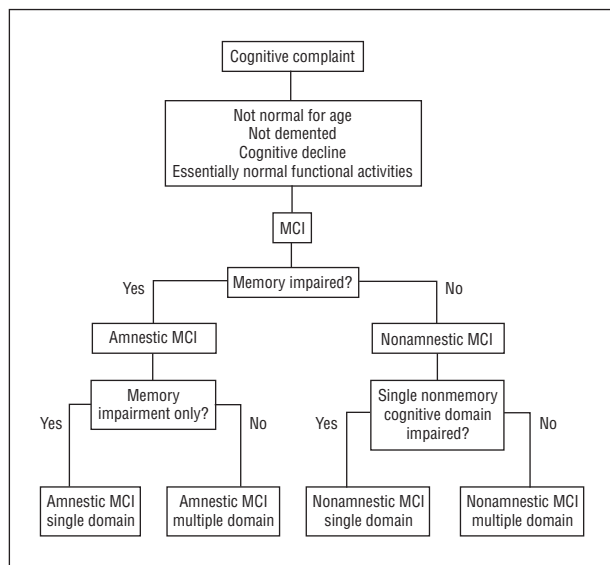 Cognitive complaint
Not normal for age
Not demented
Cognitive decline
Essentially normal functional activities
MCI
Memory impaired?
Yes
No
Amnestic MCI
Nonamnestic MCI
Memory
impairment only?
Yes
No
Single nonmemory
cognitive domain
impaired?
Yes
No
Amnestic MCI
single domain
Amnestic MCI
multiple domain
Nonamnestic MCI
single domain
Nonamnestic MCI
multiple domain